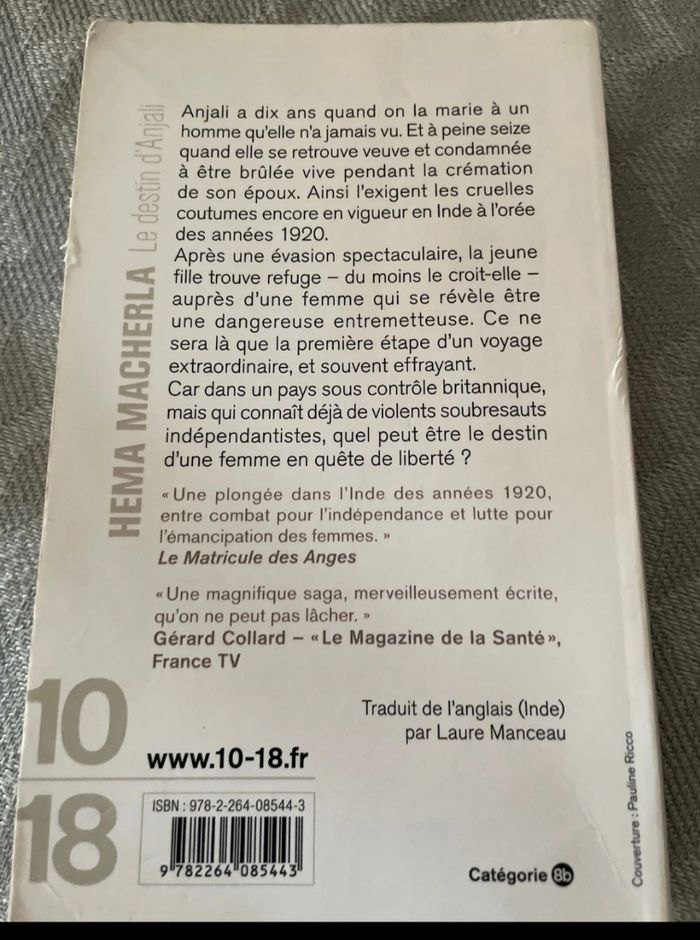 Anjali a dix ans quand on la marie à un
homme qu'elle n'a jamais vu. Et à peine seize
quand elle se retrouve veuve et condamnée
à être brûlée vive pendant la crémation
de son époux. Ainsi l'exigent les cruelles
coutumes encore en vigueur en Inde à l'orée
des années 1920.
Après une évasion spectaculaire, la jeune
fille trouve refuge – du moins le croit-elle –
auprès d'une femme qui se révèle être
une dangereuse entremetteuse. Ce ne
sera là que la première étape d'un voyage
extraordinaire, et souvent effrayant.
Car dans un pays sous contrôle britannique,
mais qui connaît déjà de violents soubresauts
indépendantistes, quel peut être le destin
d'une femme en quête de liberté ?
HEMA MACHERLA Le destin d'Anjali
« Une plongée dans l'Inde des années 1920,
entre combat pour l'indépendance et lutte pour
l'émancipation des femmes. »
Le Matricule des Anges
« Une magnifique saga, merveilleusement écrite,
qu'on ne peut pas lâcher. »
Gérard Collard – « Le Magazine de la Santé »,
France TV
Traduit de l'anglais (Inde)
par Laure Manceau
10
18
www.10-18.fr
ISBN : 978-2-264-08544-3
9 782264 085443
Catégorie 8b
Couverture : Pauline Ricco